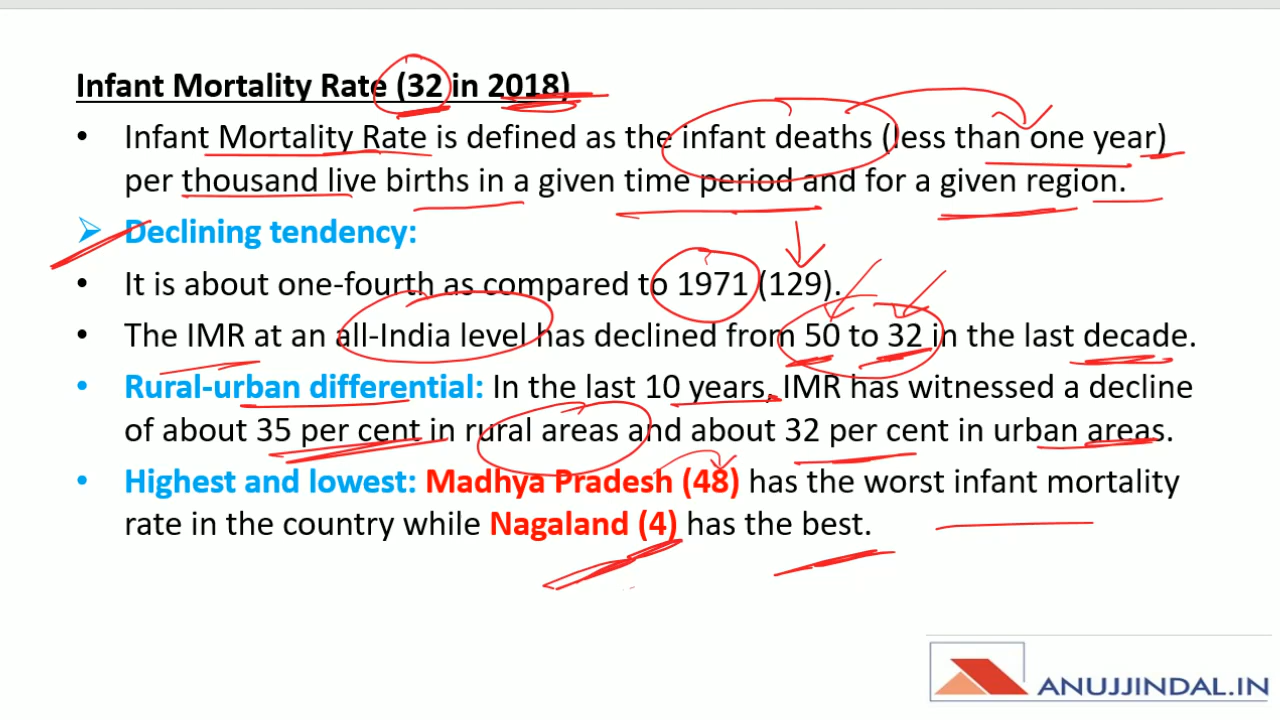 Infant Mortality Rate (32 in 2018)
• Infant Mortality Rate is defined as the infant deaths (less than one year)
per thousand live births in a given time period and for a given region.
➢ Declining tendency:
• It is about one-fourth as compared to 1971 (129).
• The IMR at an all-India level has declined from 50 to 32 in the last decade.
• Rural-urban differential: In the last 10 years, IMR has witnessed a decline
of about 35 per cent in rural areas and about 32 per cent in urban areas.
• Highest and lowest: Madhya Pradesh (48) has the worst infant mortality
rate in the country while Nagaland (4) has the best.
ANUJJINDAL.IN